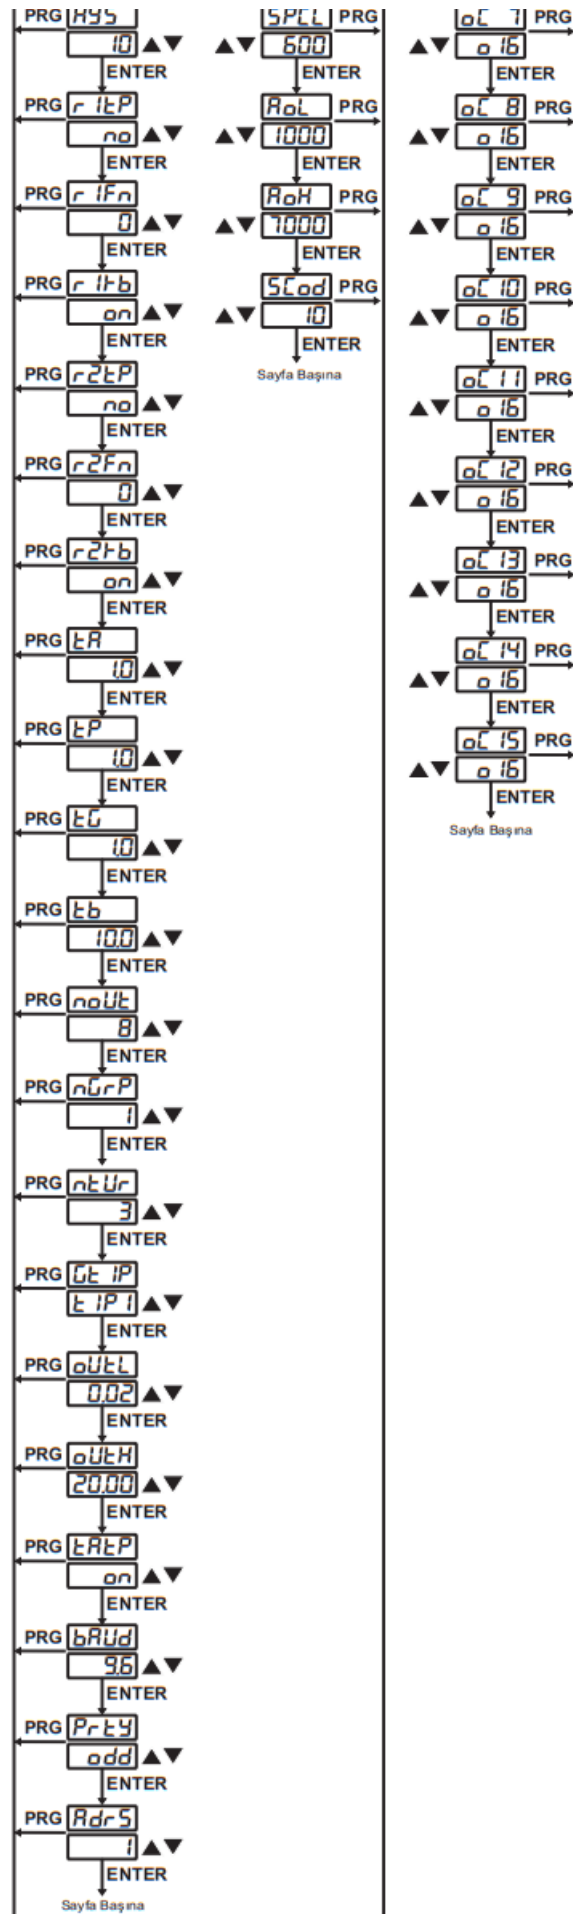 PRG HYS
10
ENTER
PRG r1tP
no
ENTER
PRG r1Fn
0
ENTER
PRG r1rb
on
ENTER
PRG r2tP
no
ENTER
PRG r2Fn
0
ENTER
PRG r2rb
on
ENTER
PRG tA
1.0
ENTER
PRG tP
1.0
ENTER
PRG tG
1.0
ENTER
PRG tb
10.0
ENTER
PRG noUt
8
ENTER
PRG nGrP
1
ENTER
PRG ntUr
3
ENTER
PRG Gt IP
t IP 1
ENTER
PRG oUtL
0.02
ENTER
PRG oUtH
20.00
ENTER
PRG tAtP
on
ENTER
PRG bAUd
9.6
ENTER
PRG PrtY
odd
ENTER
PRG AdrS
1
ENTER
Sayfa Başına
SPCL PRG
600
ENTER
AoL PRG
1000
ENTER
AoH PRG
7000
ENTER
SCod PRG
10
ENTER
Sayfa Başına
oC 7 PRG
o 16
ENTER
oC 8 PRG
o 16
ENTER
oC 9 PRG
o 16
ENTER
oC 10 PRG
o 16
ENTER
oC 11 PRG
o 16
ENTER
oC 12 PRG
o 16
ENTER
oC 13 PRG
o 16
ENTER
oC 14 PRG
o 16
ENTER
oC 15 PRG
o 16
ENTER
Sayfa Başına